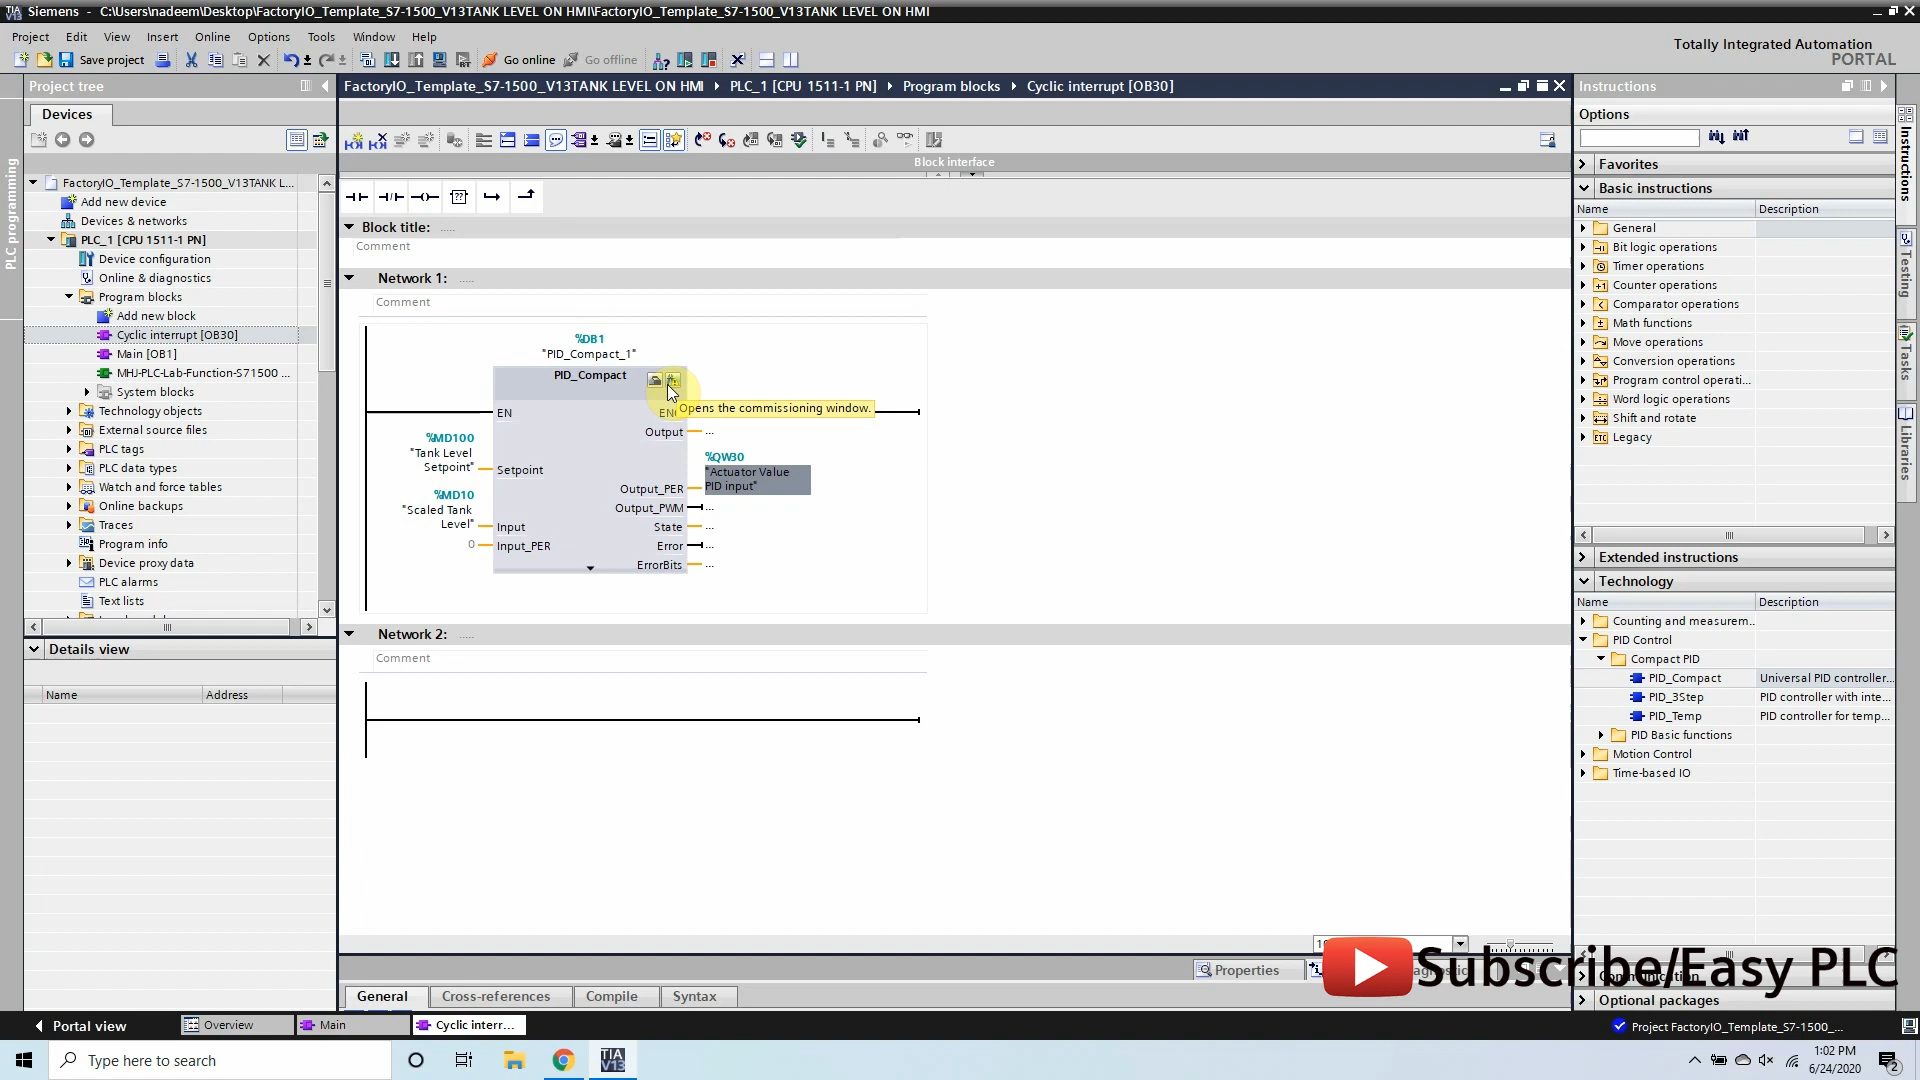 Siemens - C:\Users\nadeem\Desktop\FactoryIO_Template_S7-1500_V13TANK LEVEL ON HMI\FactoryIO_Template_S7-1500_V13TANK LEVEL ON HMI
Project Edit View Insert Online Options Tools Window Help
Totally Integrated Automation
PORTAL
Save project Go online Go offline
Project tree
FactoryIO_Template_S7-1500_V13TANK LEVEL ON HMI PLC_1 [CPU 1511-1 PN] Program blocks Cyclic interrupt [OB30]
Instructions
Devices
Options
Block interface
PLC programming
FactoryIO_Template_S7-1500_V13TANK L...
Add new device
Devices & networks
PLC_1 [CPU 1511-1 PN]
Device configuration
Online & diagnostics
Program blocks
Add new block
Cyclic interrupt [OB30]
Main [OB1]
MHJ-PLC-Lab-Function-S71500 ...
System blocks
Technology objects
External source files
PLC tags
PLC data types
Watch and force tables
Online backups
Traces
Program info
Device proxy data
PLC alarms
Text lists
Details view
Name Address
??
Block title: .....
Comment
Network 1: .....
Comment
%DB1
"PID_Compact_1"
PID_Compact
Opens the commissioning window.
EN
Output ...
%MD100
"Tank Level
Setpoint"
Setpoint
%QW30
"Actuator Value
PID input"
Output_PER
%MD10
"Scaled Tank
Level"
Input
0 Input_PER
Output_PWM ...
State ...
Error ...
ErrorBits ...
Network 2: .....
Comment
Favorites
Basic instructions
Name Description
General
Bit logic operations
Timer operations
Counter operations
Comparator operations
Math functions
Move operations
Conversion operations
Program control operati...
Word logic operations
Shift and rotate
Legacy
Extended instructions
Technology
Name Description
Counting and measurem..
PID Control
Compact PID
PID_Compact Universal PID controller...
PID_3Step PID controller with inte...
PID_Temp PID controller for temp...
PID Basic functions
Motion Control
Time-based IO
Optional packages
Instructions
Testing
Tasks
Libraries
Properties
Subscribe/Easy PLC
General Cross-references Compile Syntax
Portal view Overview Main Cyclic interr...
Project FactoryIO_Template_S7-1500_...
Type here to search
TIA
V13
1:02 PM
6/24/2020
2